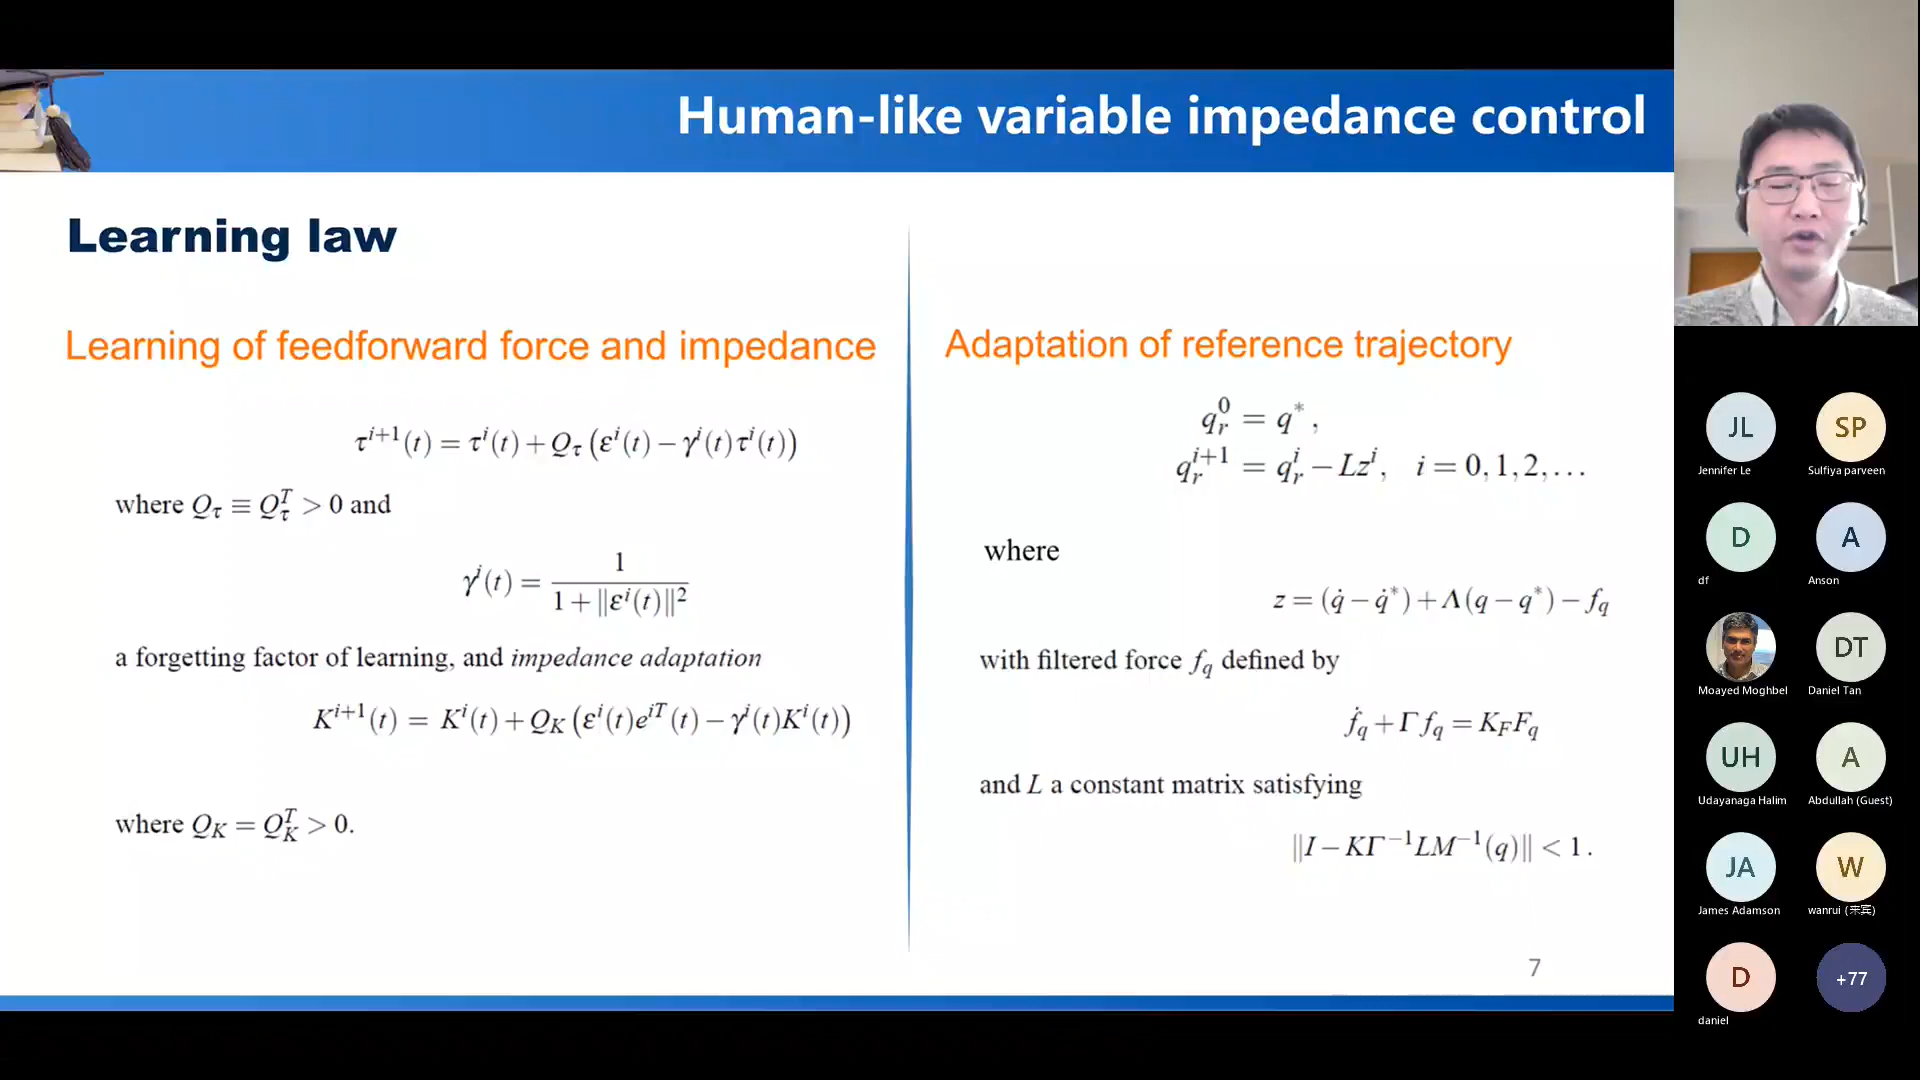 Human-like variable impedance control
Learning law
Learning of feedforward force and impedance
τ^{i+1}(t) = τ^i(t) + Q_τ (ε^i(t) − γ^i(t)τ^i(t))
where Q_τ ≡ Q_τ^T > 0 and
γ^i(t) = 1 / (1 + ‖ε^i(t)‖²)
a forgetting factor of learning, and impedance adaptation
K^{i+1}(t) = K^i(t) + Q_K (ε^i(t)e^{iT}(t) − γ^i(t)K^i(t))
where Q_K = Q_K^T > 0.
Adaptation of reference trajectory
q_r^0 = q^*,
q_r^{i+1} = q_r^i − Lz^i, i = 0,1,2,…
where
z = (q̇ − q̇^*) + Λ(q − q^*) − f_q
with filtered force f_q defined by
ḟ_q + Γ f_q = K_F F_q
and L a constant matrix satisfying
‖I − KΓ^{−1}LM^{−1}(q)‖ < 1.
7
JL
SP
Jennifer Le
Sulfiya parveen
D
A
df
Anson
DT
Moayed Moghbel
Daniel Tan
UH
A
Udayanaga Halim
Abdullah (Guest)
JA
W
James Adamson
wanrui (来宾)
D
+77
daniel